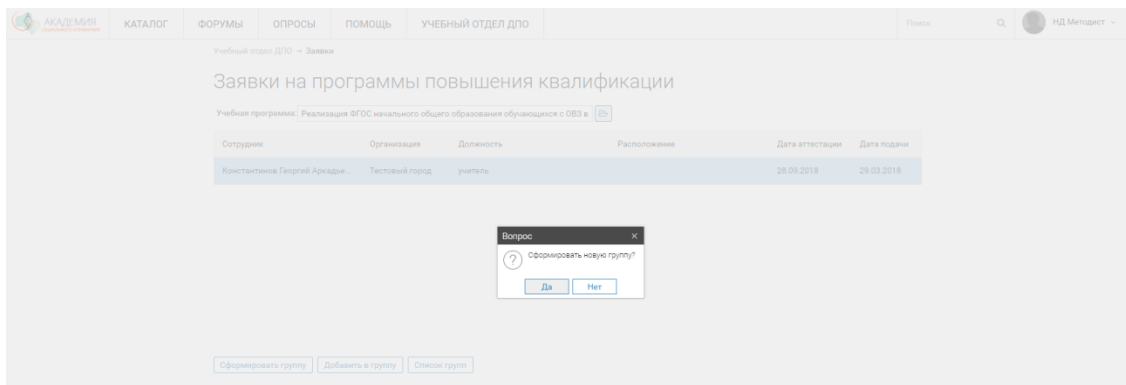 АКАДЕМИЯ
СОЦИАЛЬНОГО УПРАВЛЕНИЯ
КАТАЛОГ ФОРУМЫ ОПРОСЫ ПОМОЩЬ УЧЕБНЫЙ ОТДЕЛ ДПО Поиск НД Методист
Учебный отдел ДПО → Заявки
Заявки на программы повышения квалификации
Учебная программа: Реализация ФГОС начального общего образования обучающихся с ОВЗ в
Сотрудник Организация Должность Расположение Дата аттестации Дата подачи
Константинов Георгий Аркадье... Тестовый город учитель 28.09.2018 29.03.2018
Вопрос
Сформировать новую группу?
Да Нет
Сформировать группу Добавить в группу Список групп